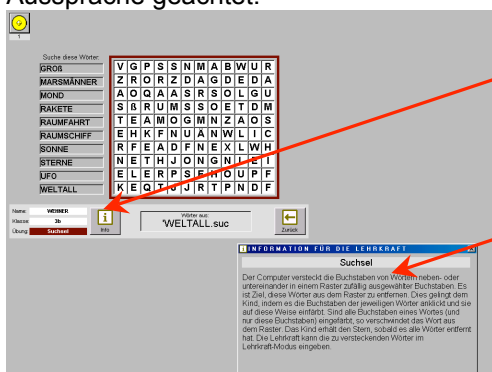 Aussprache geachtet.
1
Suche diese Wörter:
GROß
MARSMÄNNER
MOND
RAKETE
RAUMFAHRT
RAUMSCHIFF
SONNE
STERNE
UFO
WELTALL
V G P S S N M A B W U R
Z R O R Z D A G D E D A
A O Q A A S R S O L G U
S ß R U M S S O E T D M
T E A M O G M N Z A O S
E H K F N U Ä N W L I C
R F E A D F N E X L W H
N E T H J O N G N L E I
E L E R P S E H O U P F
K E Q T J J R T P N D F
Name: WEHNER
Klasse: 3b
Übung: Suchsel
Info
Wörter aus:
'WELTALL.suc
Zurück
INFORMATION FÜR DIE LEHRKRAFT
Suchsel
Der Computer versteckt die Buchstaben von Wörtern neben- oder
untereinander in einem Raster zufällig ausgewählter Buchstaben. Es
ist Ziel, diese Wörter aus dem Raster zu entfernen. Dies gelingt dem
Kind, indem es die Buchstaben der jeweiligen Wörter anklickt und sie
auf diese Weise einfärbt. Sind alle Buchstaben eines Wortes (und
nur diese Buchstaben) eingefärbt, so verschwindet das Wort aus
dem Raster. Das Kind erhält den Stern, sobald es alle Wörter entfernt
hat. Die Lehrkraft kann die zu versteckenden Wörter im
Lehrkraft-Modus eingeben.